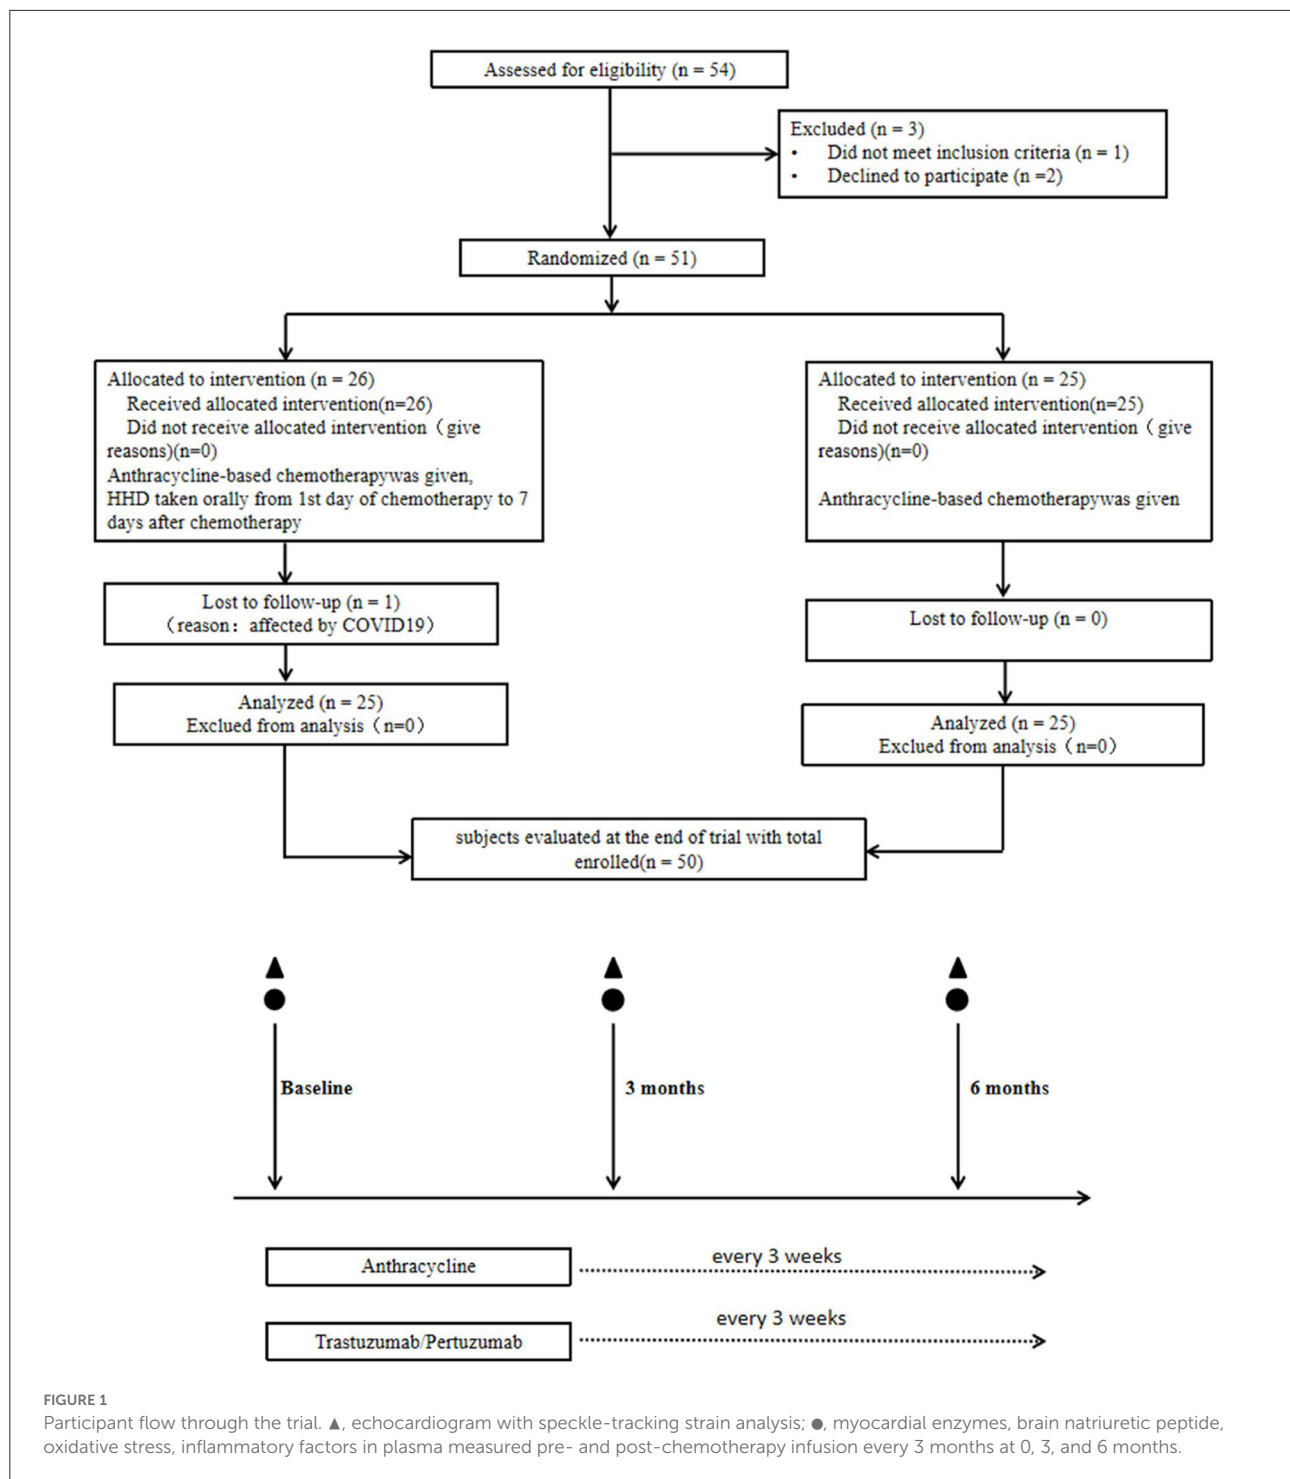 Assessed for eligibility (n = 54)
Excluded (n = 3)
• Did not meet inclusion criteria (n = 1)
• Declined to participate (n =2)
Randomized (n = 51)
Allocated to intervention (n = 26)
Received allocated intervention(n=26)
Did not receive allocated intervention（give
reasons)(n=0)
Anthracycline-based chemotherapywas given,
HHD taken orally from 1st day of chemotherapy to 7
days after chemotherapy
Allocated to intervention (n = 25)
Received allocated intervention(n=25)
Did not receive allocated intervention（give
reasons)(n=0)
Anthracycline-based chemotherapywas given
Lost to follow-up (n = 1)
（reason：affected by COVID19）
Lost to follow-up (n = 0)
Analyzed (n = 25)
Exclued from analysis（n=0）
Analyzed (n = 25)
Exclued from analysis（n=0）
subjects evaluated at the end of trial with total
enrolled(n = 50)
▲ ▲ ▲
● ● ●
Baseline
3 months
6 months
Anthracycline
every 3 weeks
Trastuzumab/Pertuzumab
every 3 weeks
FIGURE 1
Participant flow through the trial. ▲, echocardiogram with speckle-tracking strain analysis; ●, myocardial enzymes, brain natriuretic peptide,
oxidative stress, inflammatory factors in plasma measured pre- and post-chemotherapy infusion every 3 months at 0, 3, and 6 months.